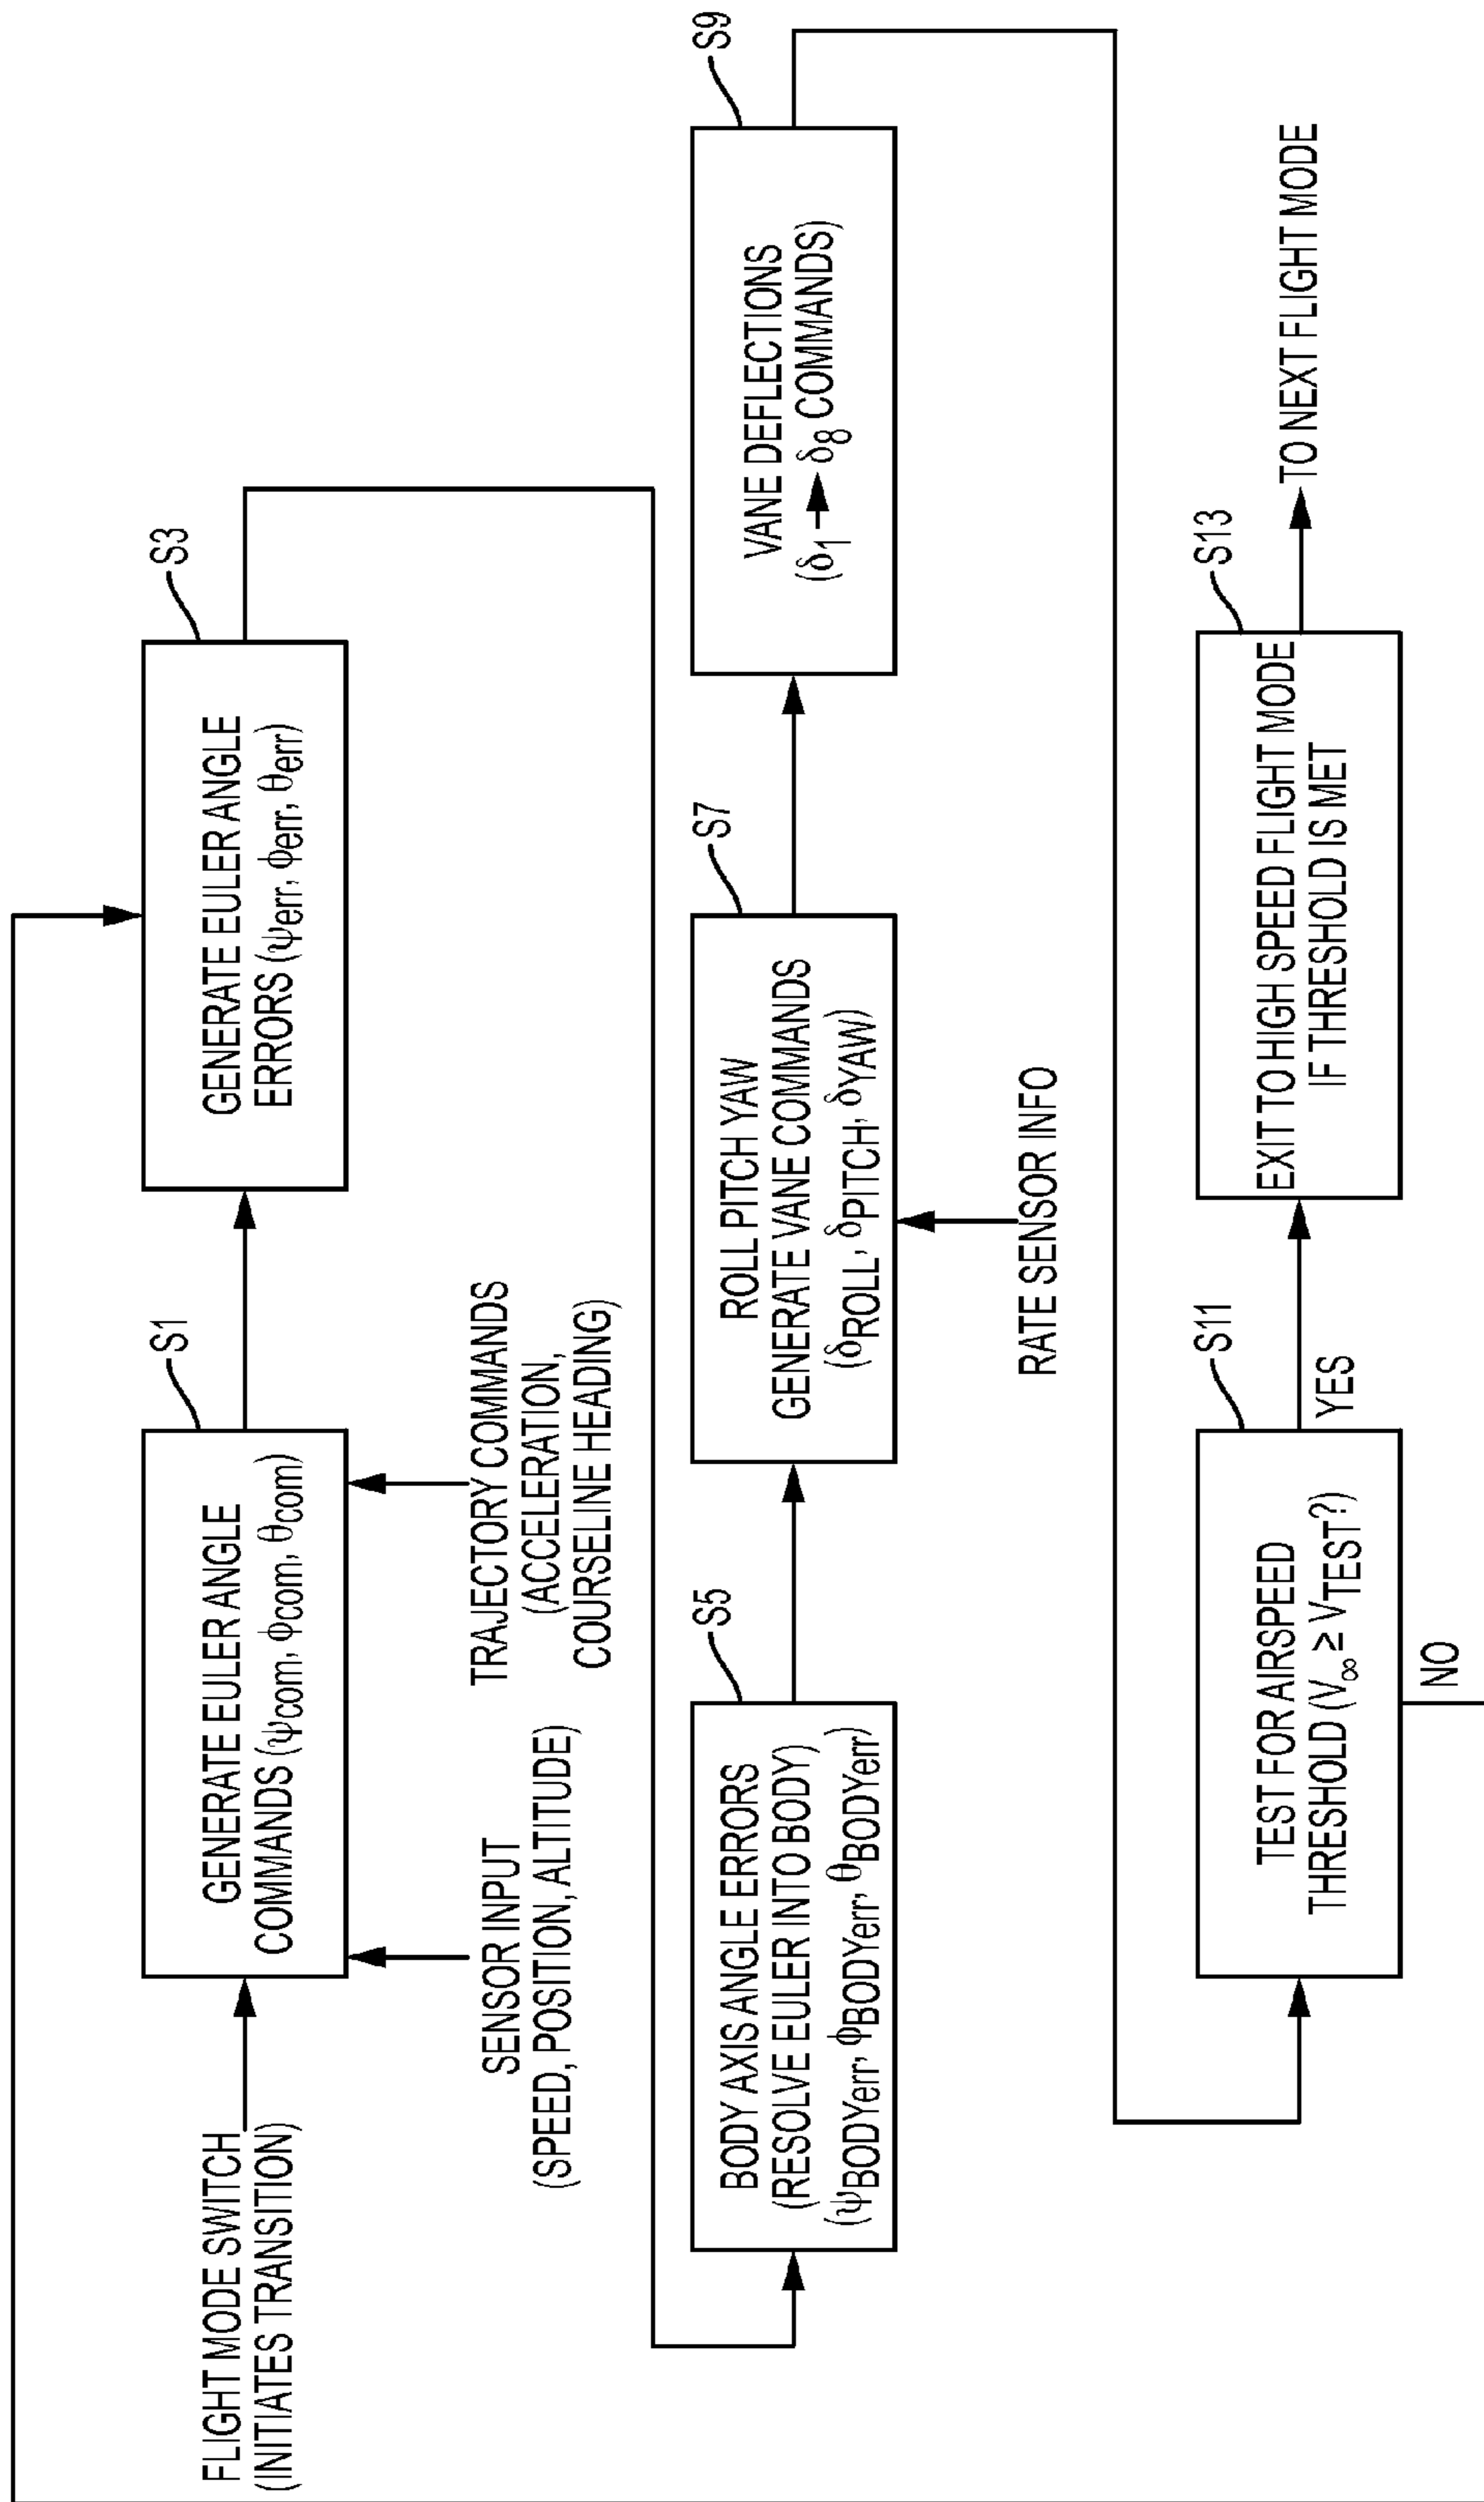 FLIGHT MODE SWITCH
(INITIATES TRANSITION)
S1
GENERATE EULER ANGLE
COMMANDS (ψcom, φcom, θcom)
SENSOR INPUT
(SPEED, POSITION, ALTITUDE)
TRAJECTORY COMMANDS
(ACCELERATION,
COURSELINE HEADING)
S3
GENERATE EULER ANGLE
ERRORS (ψerr, φerr, θerr)
S5
BODY AXIS ANGLE ERRORS
(RESOLVE EULER INTO BODY)
(ψBODYerr, φBODYerr, θBODYerr)
S7
ROLL PITCH YAW
GENERATE VANE COMMANDS
(δROLL, δPITCH, δYAW)
RATE SENSOR INFO
S9
VANE DEFLECTIONS
(δ1 → δ8 COMMANDS)
S11
TEST FOR AIRSPEED
THRESHOLD (V∞ ≥ VTEST?)
YES
NO
S13
EXIT TO HIGH SPEED FLIGHT MODE
IF THRESHOLD IS MET
TO NEXT FLIGHT MODE